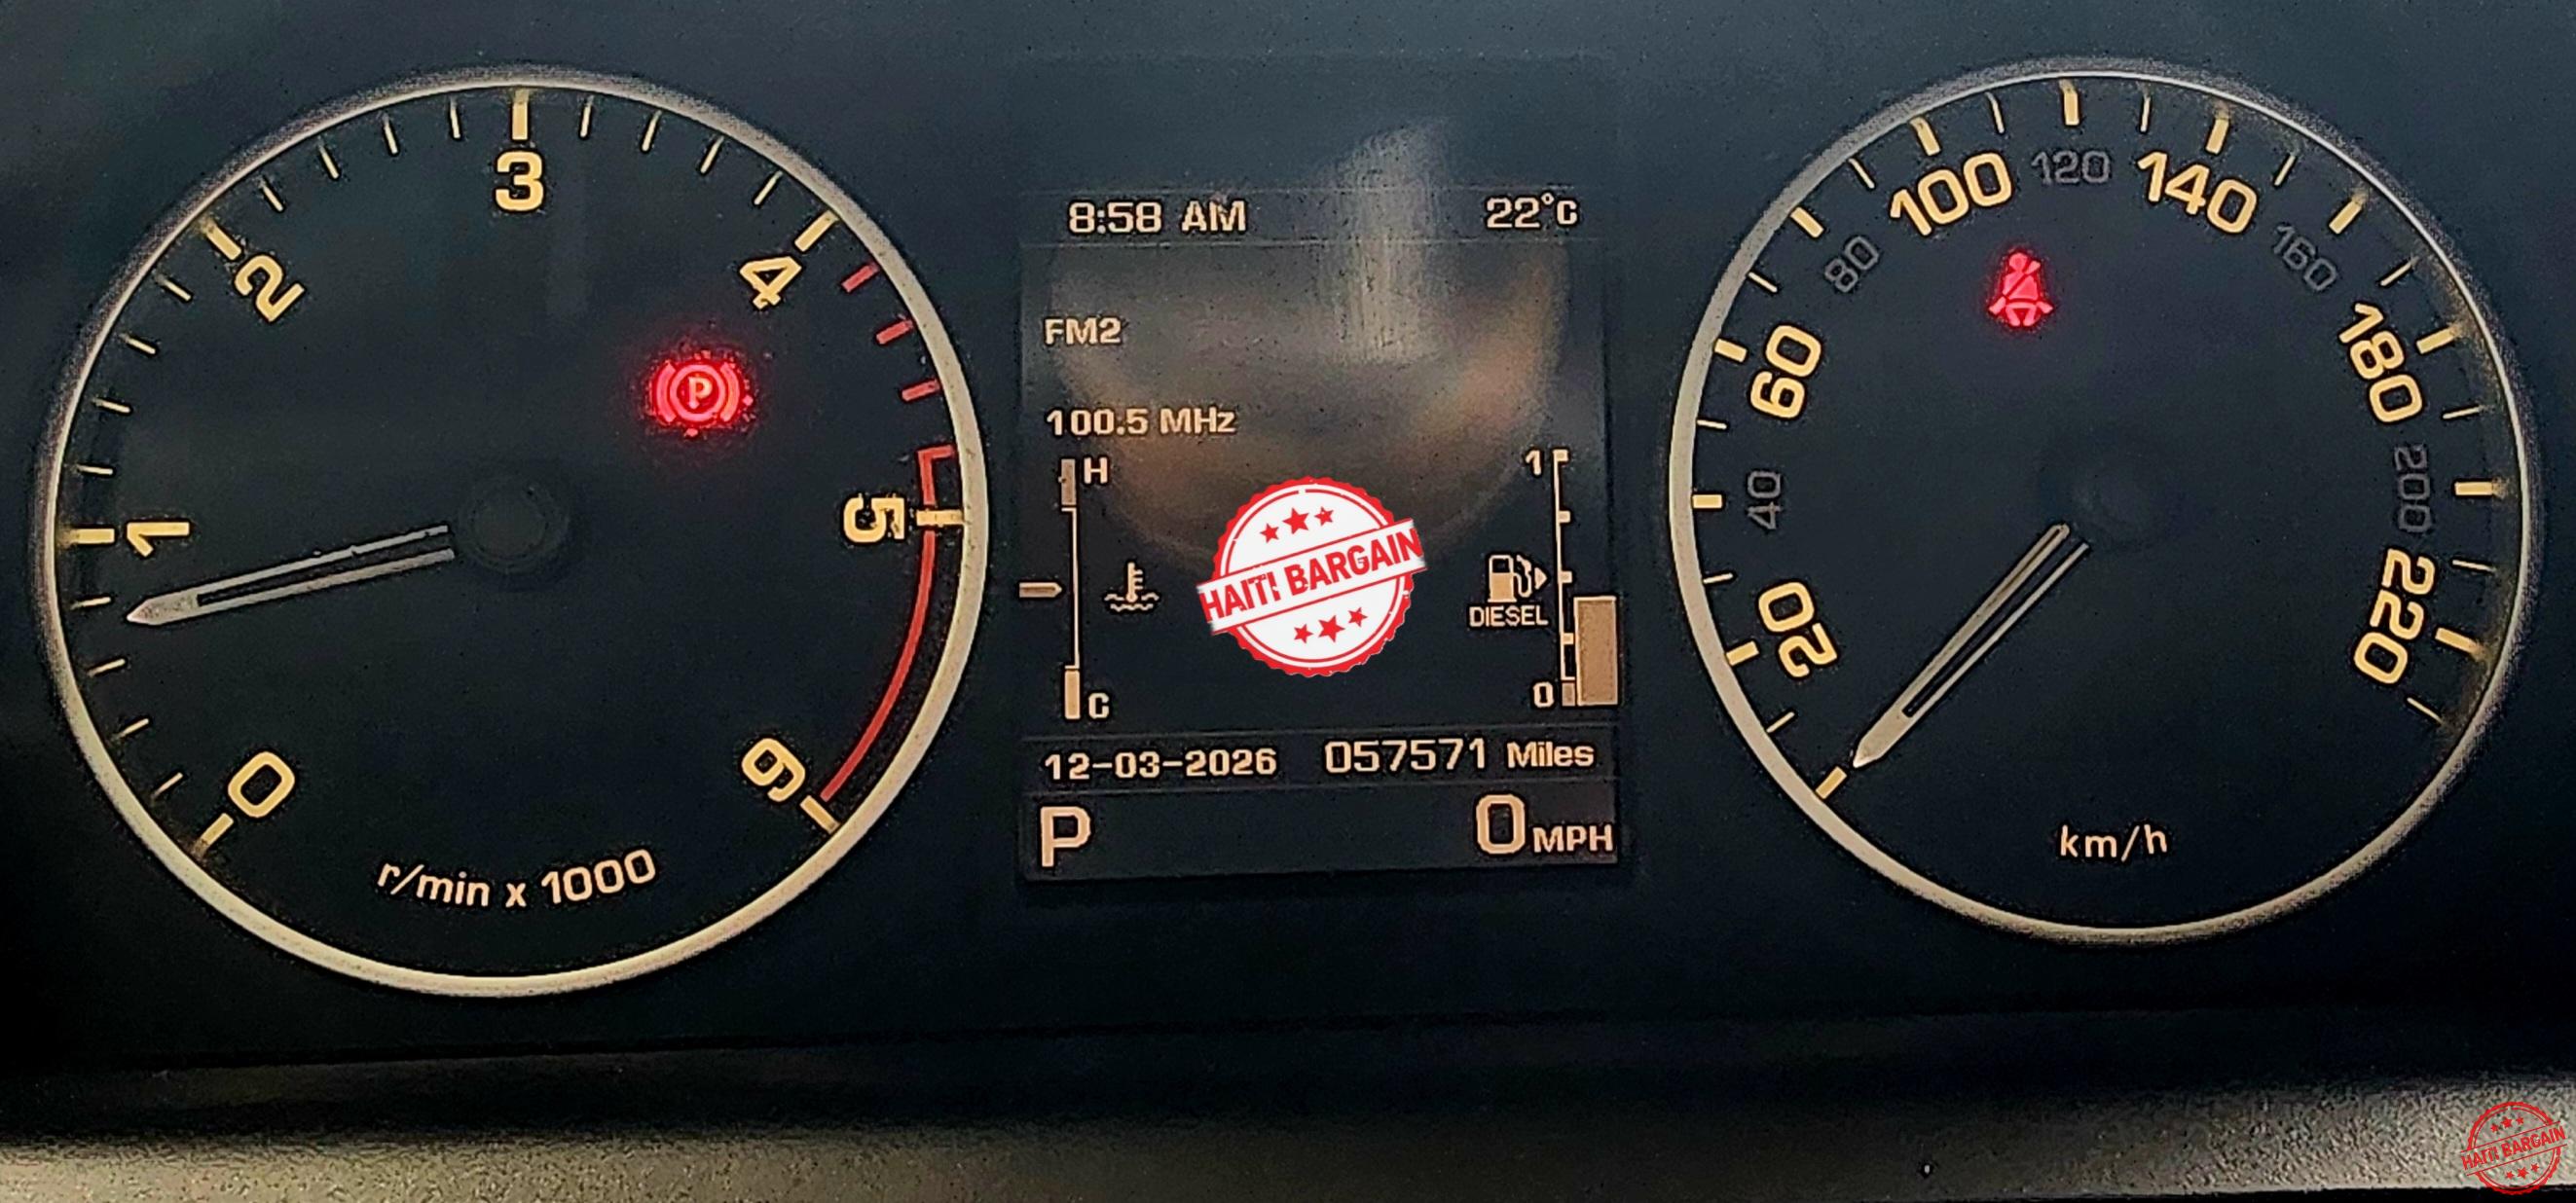 0
1
2
3
4
5
6
r/min x 1000
P
8:58 AM 22°C
FM2
100.5 MHz
H
C
1
DIESEL
0
HAITI BARGAIN
12-03-2026 057571 Miles
P 0 MPH
20
40
60
80
100
120
140
160
180
200
220
km/h
HAITI BARGAIN